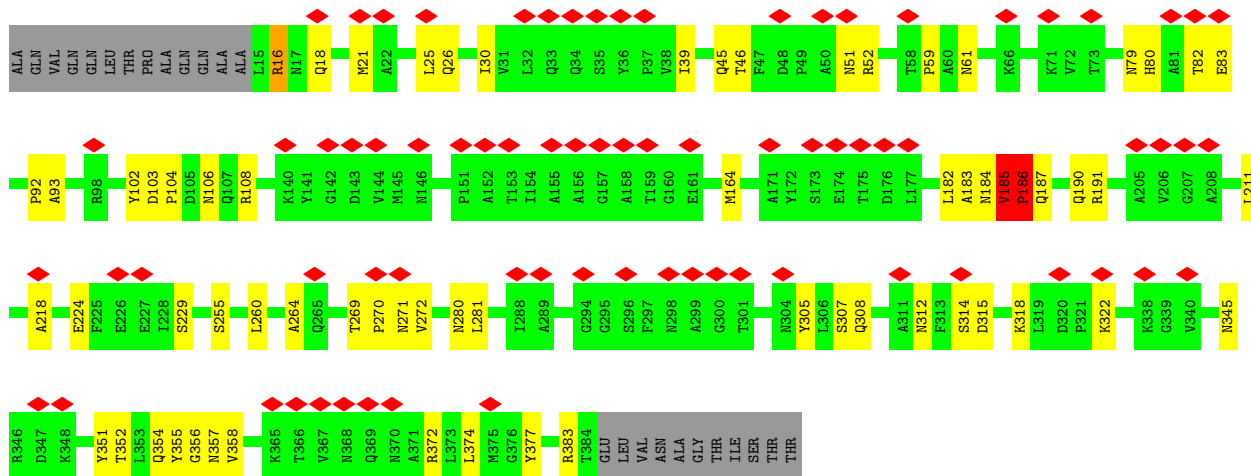 ALA GLN VAL GLN GLN LEU THR PRO ALA GLN GLN ALA ALA L15 R16 N17 Q18 M21 A22 L25 Q26 I30 V31 L32 Q33 Q34 S35 Y36 P37 V38 I39 Q45 T46 F47 D48 P49 A50 N51 R52 T58 P59 A60 N61 K66 K71 V72 T73 N79 H80 A81 T82 E83
P92 A93 R98 Y102 D103 P104 D105 N106 Q107 R108 K140 Y141 G142 D143 V144 M145 N146 P151 A152 T153 I154 A155 A156 G157 A158 T159 G160 E161 M164 A171 Y172 S173 E174 T175 D176 L177 L182 A183 N184 V185 P186 Q187 Q190 R191 A205 V206 G207 A208 L211
A218 E224 F225 E226 E227 I228 S229 S255 L260 A264 Q265 T269 P270 N271 V272 N280 L281 I288 A289 G294 G295 S296 F297 N298 A299 G300 T301 N304 Y305 L306 S307 Q308 A311 N312 F313 S314 D315 K318 L319 D320 P321 K322 K338 G339 V340 N345
R346 D347 K348 Y351 T352 L353 Q354 Y355 G356 N357 V358 K365 T366 V367 N368 Q369 N370 A371 R372 L373 L374 M375 G376 Y377 R383 T384 GLU LEU VAL ASN ALA GLY THR ILE SER THR THR